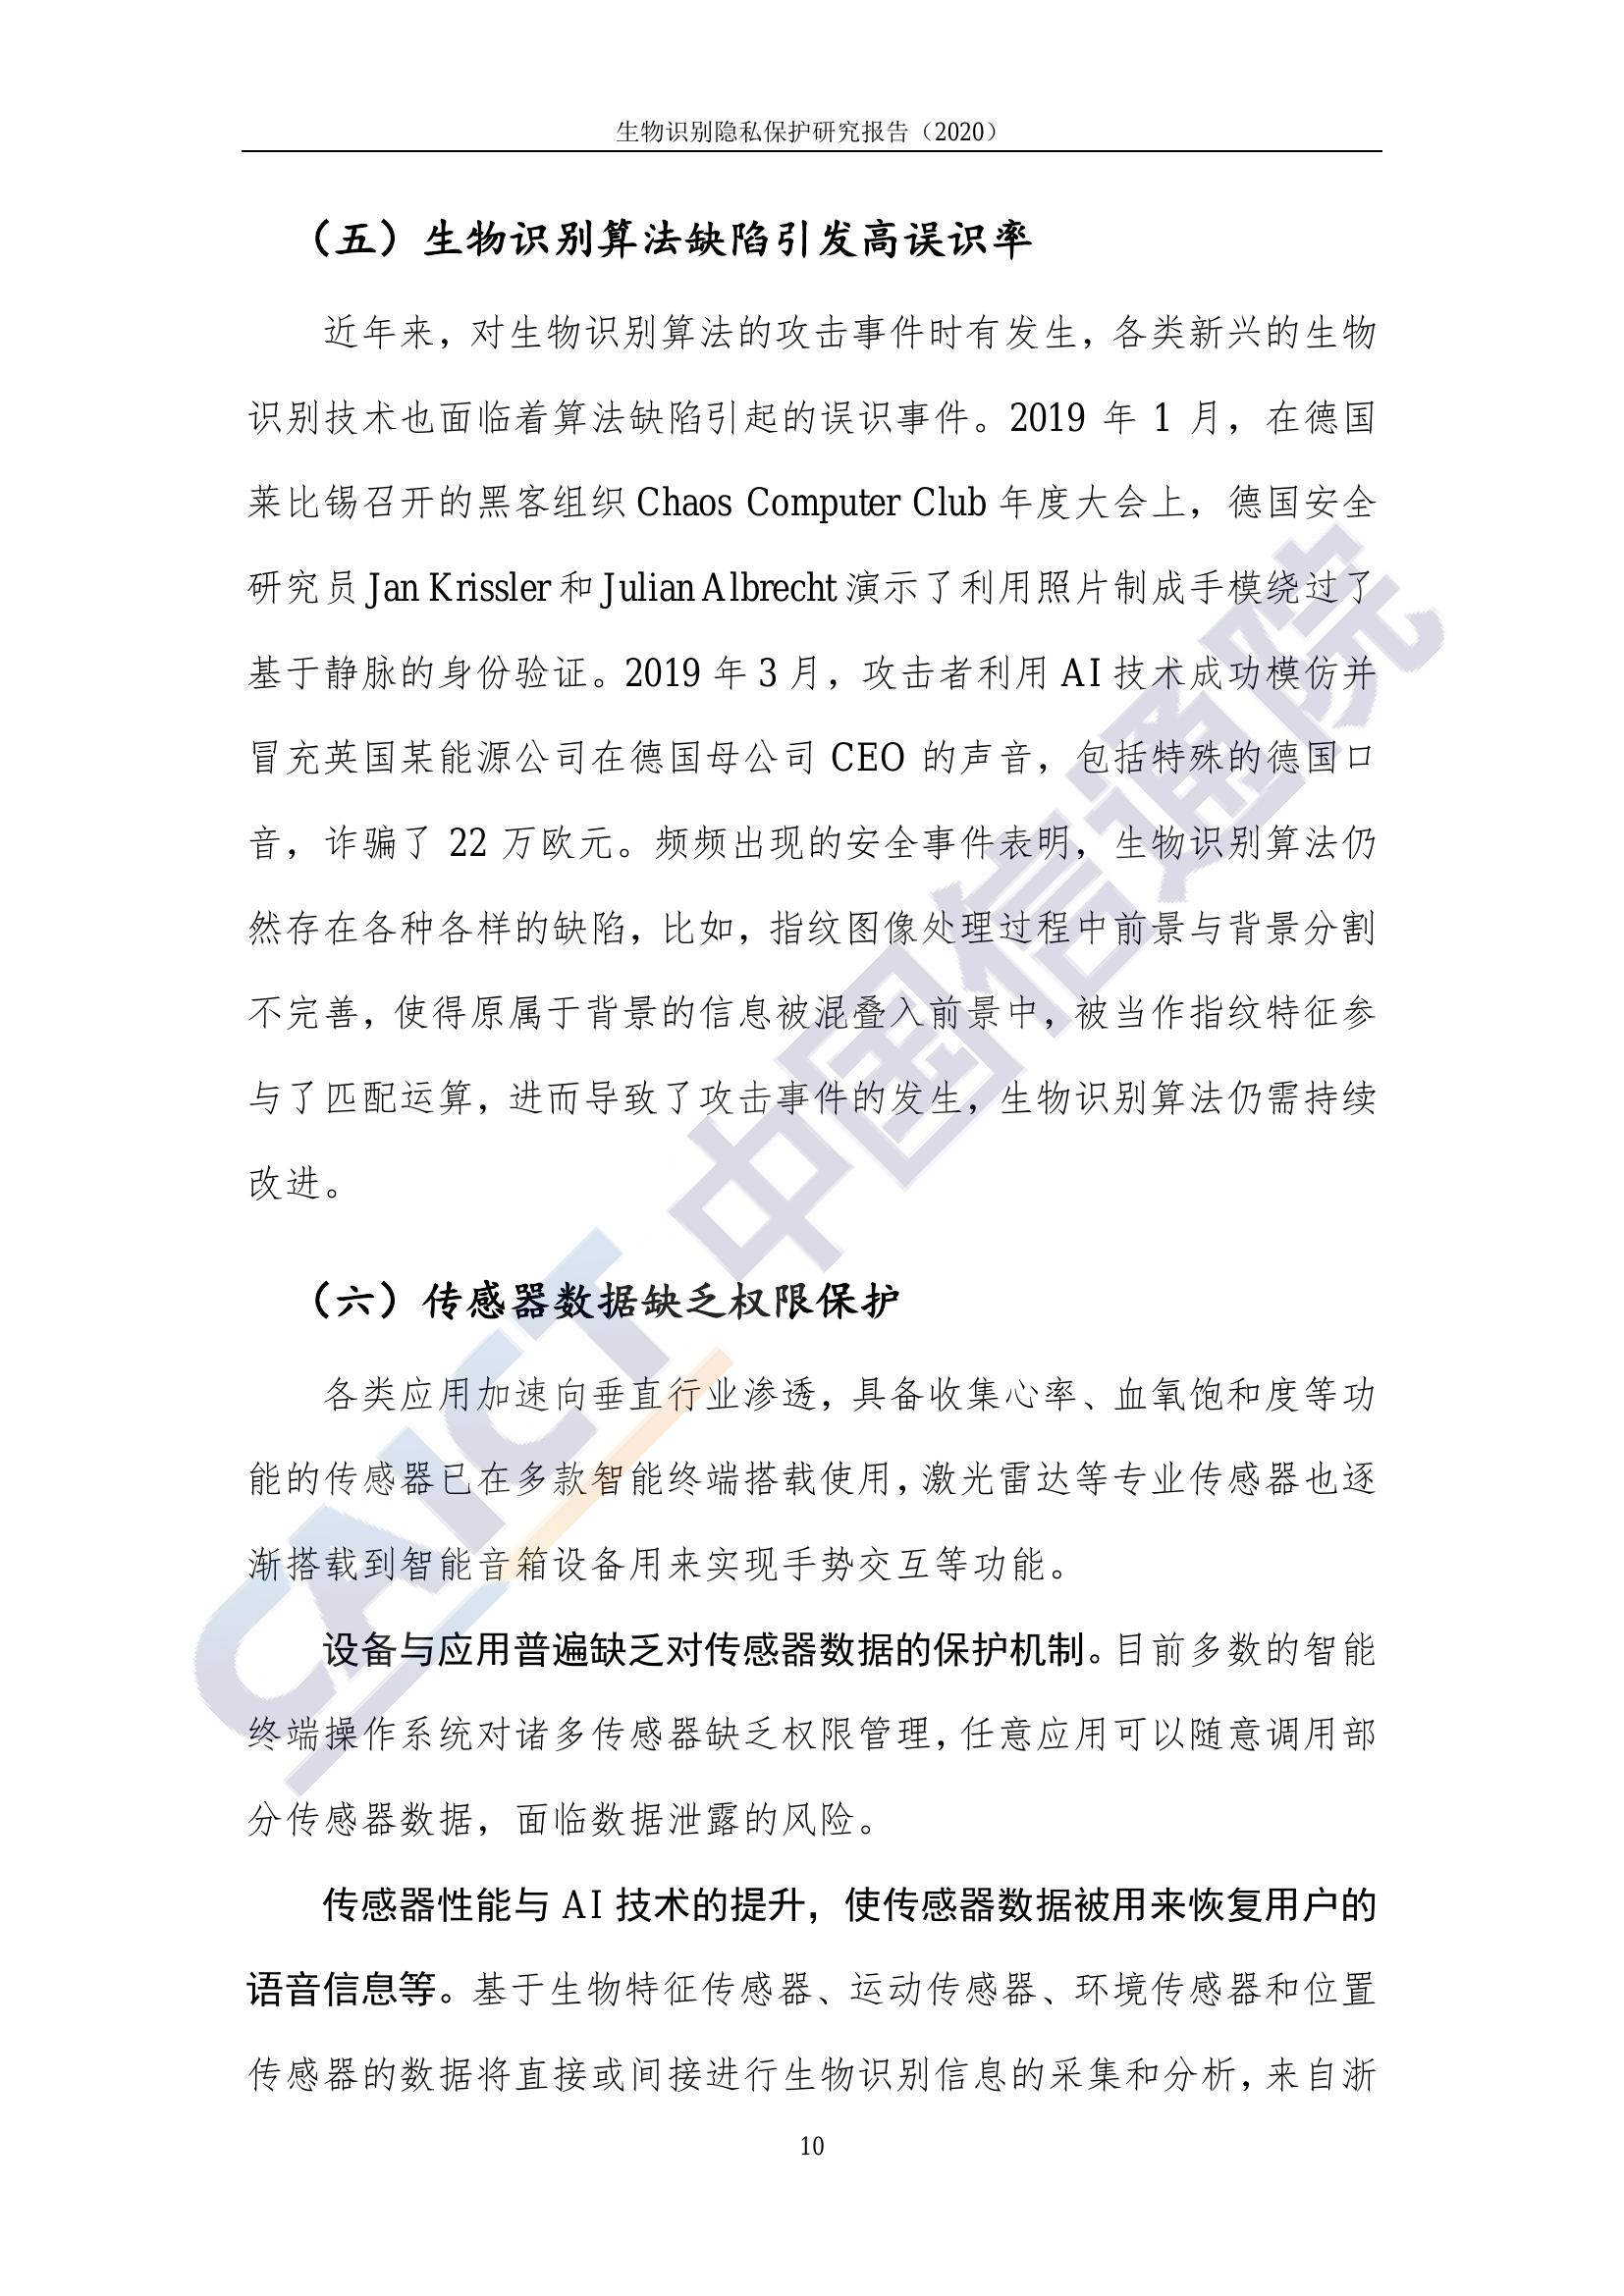 生物识别隐私保护研究报告（2020）
（五）生物识别算法缺陷引发高误识率
近年来，对生物识别算法的攻击事件时有发生，各类新兴的生物
识别技术也面临着算法缺陷引起的误识事件。2019 年 1 月，在德国
莱比锡召开的黑客组织 Chaos Computer Club 年度大会上，德国安全
研究员 Jan Krissler 和 Julian Albrecht 演示了利用照片制成手模绕过了
基于静脉的身份验证。2019 年 3 月，攻击者利用 AI 技术成功模仿并
冒充英国某能源公司在德国母公司 CEO 的声音，包括特殊的德国口
音，诈骗了 22 万欧元。频频出现的安全事件表明，生物识别算法仍
然存在各种各样的缺陷，比如，指纹图像处理过程中前景与背景分割
不完善，使得原属于背景的信息被混叠入前景中，被当作指纹特征参
与了匹配运算，进而导致了攻击事件的发生，生物识别算法仍需持续
改进。
（六）传感器数据缺乏权限保护
各类应用加速向垂直行业渗透，具备收集心率、血氧饱和度等功
能的传感器已在多款智能终端搭载使用，激光雷达等专业传感器也逐
渐搭载到智能音箱设备用来实现手势交互等功能。
设备与应用普遍缺乏对传感器数据的保护机制。目前多数的智能
终端操作系统对诸多传感器缺乏权限管理，任意应用可以随意调用部
分传感器数据，面临数据泄露的风险。
传感器性能与 AI 技术的提升，使传感器数据被用来恢复用户的
语音信息等。基于生物特征传感器、运动传感器、环境传感器和位置
传感器的数据将直接或间接进行生物识别信息的采集和分析，来自浙
10
CAICT 中国信通院